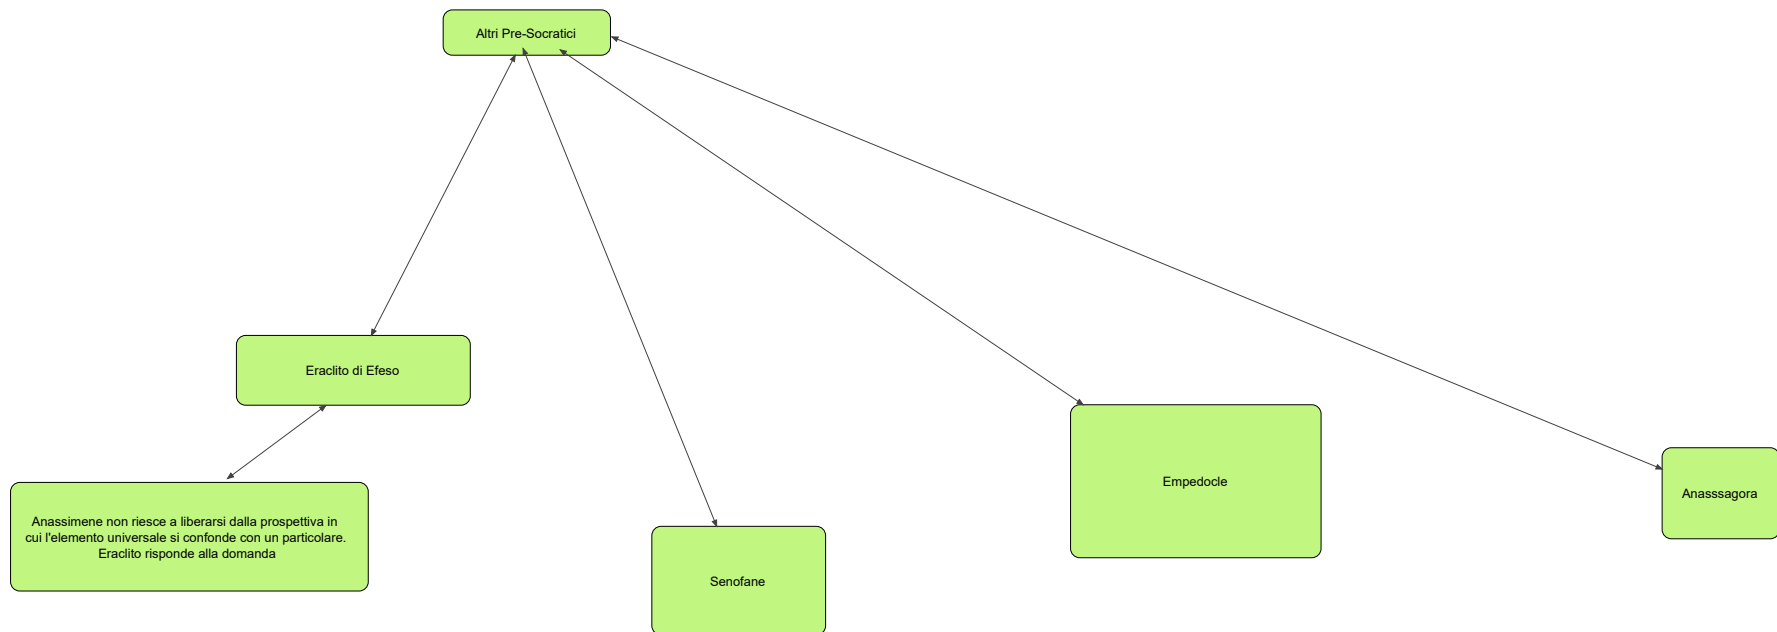 Altri Pre-Socratici
Eraclito di Efeso
Anassimene non riesce a liberarsi dalla prospettiva in
cui l'elemento universale si confonde con un particolare.
Eraclito risponde alla domanda
Senofane
Empedocle
Anasssagora